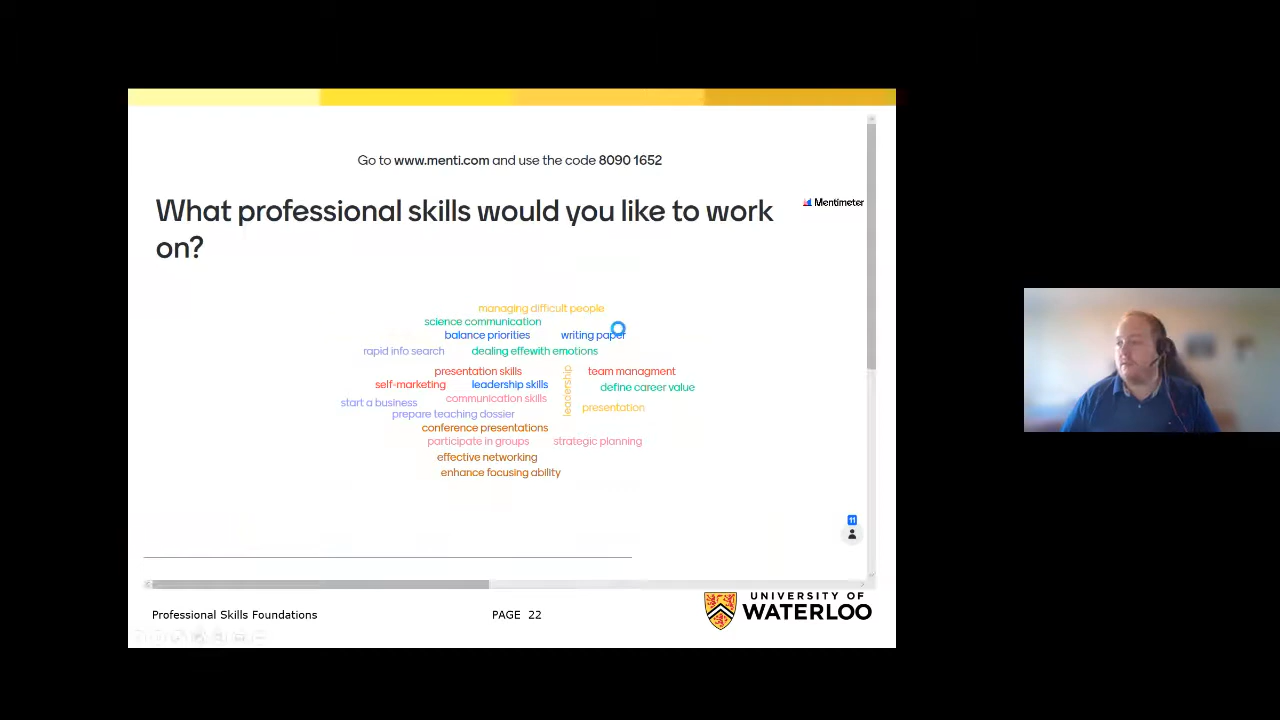 Go to www.menti.com and use the code 8090 1652
Mentimeter
What professional skills would you like to work
on?
managing difficult people
science communication
balance priorities writing paper
rapid info search dealing effewith emotions
presentation skills team managment
self-marketing leadership skills leadership define career value
start a business communication skills presentation
prepare teaching dossier
conference presentations
participate in groups strategic planning
effective networking
enhance focusing ability
11
Professional Skills Foundations PAGE 22
UNIVERSITY OF
WATERLOO